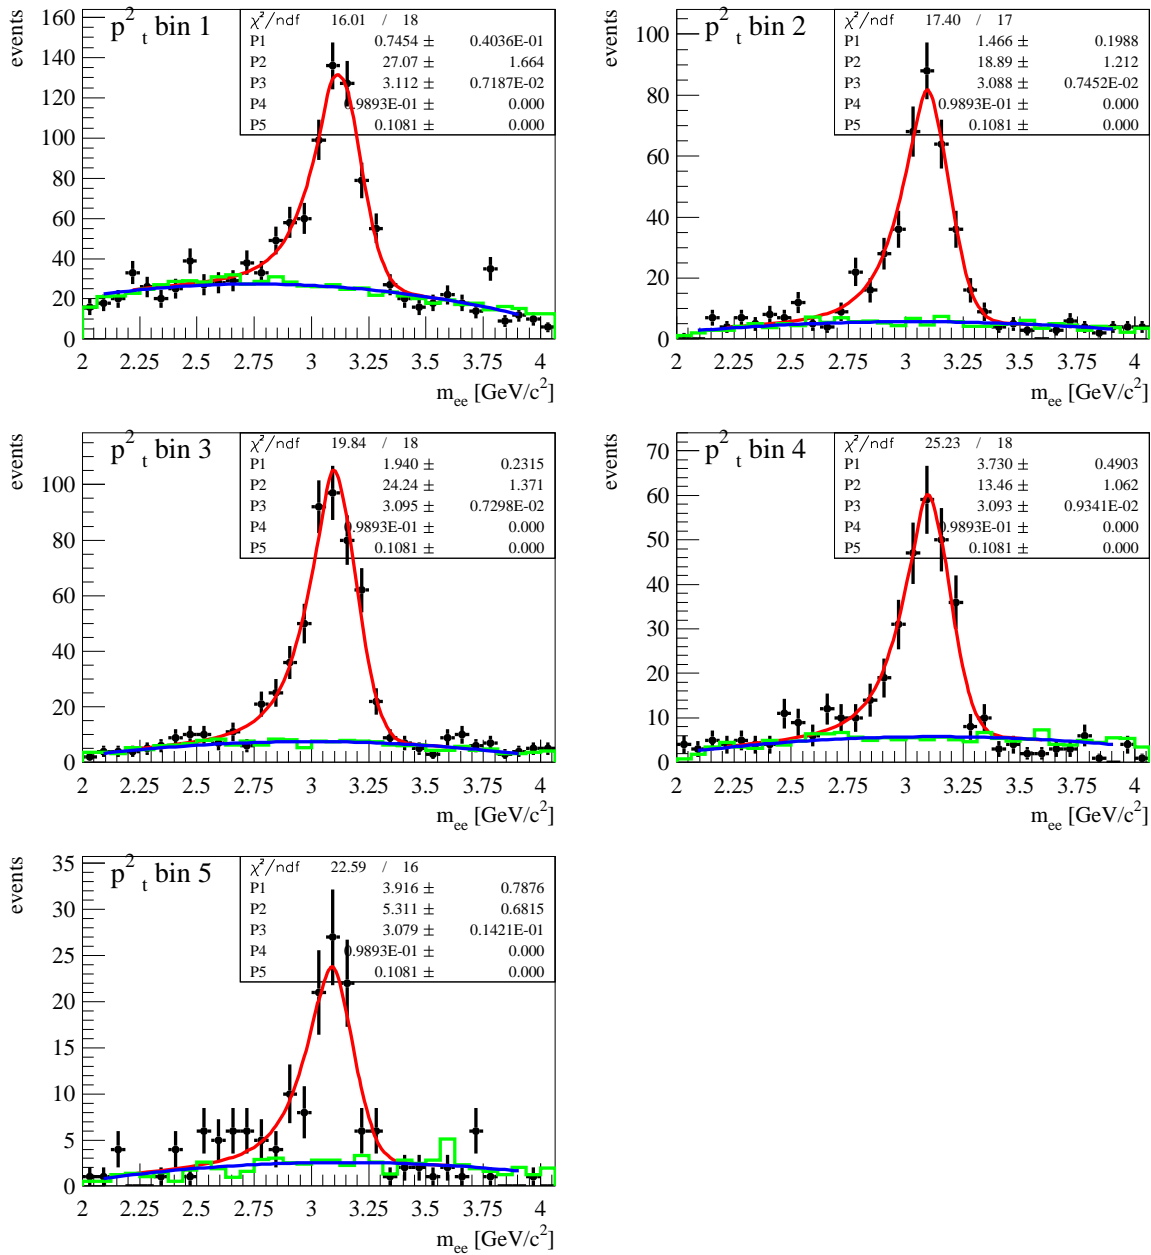 p²t bin 1
χ²/ndf 16.01 / 18
P1 0.7454 ± 0.4036E-01
P2 27.07 ± 1.664
P3 3.112 ± 0.7187E-02
P4 0.9893E-01 ± 0.000
P5 0.1081 ± 0.000
events
160
140
120
100
80
60
40
20
0
2 2.25 2.5 2.75 3 3.25 3.5 3.75 4
mee [GeV/c²]
p²t bin 2
χ²/ndf 17.40 / 17
P1 1.466 ± 0.1988
P2 18.89 ± 1.212
P3 3.088 ± 0.7452E-02
P4 0.9893E-01 ± 0.000
P5 0.1081 ± 0.000
events
100
80
60
40
20
0
2 2.25 2.5 2.75 3 3.25 3.5 3.75 4
mee [GeV/c²]
p²t bin 3
χ²/ndf 19.84 / 18
P1 1.940 ± 0.2315
P2 24.24 ± 1.371
P3 3.095 ± 0.7298E-02
P4 0.9893E-01 ± 0.000
P5 0.1081 ± 0.000
events
100
80
60
40
20
0
2 2.25 2.5 2.75 3 3.25 3.5 3.75 4
mee [GeV/c²]
p²t bin 4
χ²/ndf 25.23 / 18
P1 3.730 ± 0.4903
P2 13.46 ± 1.062
P3 3.093 ± 0.9341E-02
P4 0.9893E-01 ± 0.000
P5 0.1081 ± 0.000
events
70
60
50
40
30
20
10
0
2 2.25 2.5 2.75 3 3.25 3.5 3.75 4
mee [GeV/c²]
p²t bin 5
χ²/ndf 22.59 / 16
P1 3.916 ± 0.7876
P2 5.311 ± 0.6815
P3 3.079 ± 0.1421E-01
P4 0.9893E-01 ± 0.000
P5 0.1081 ± 0.000
events
35
30
25
20
15
10
5
0
2 2.25 2.5 2.75 3 3.25 3.5 3.75 4
mee [GeV/c²]